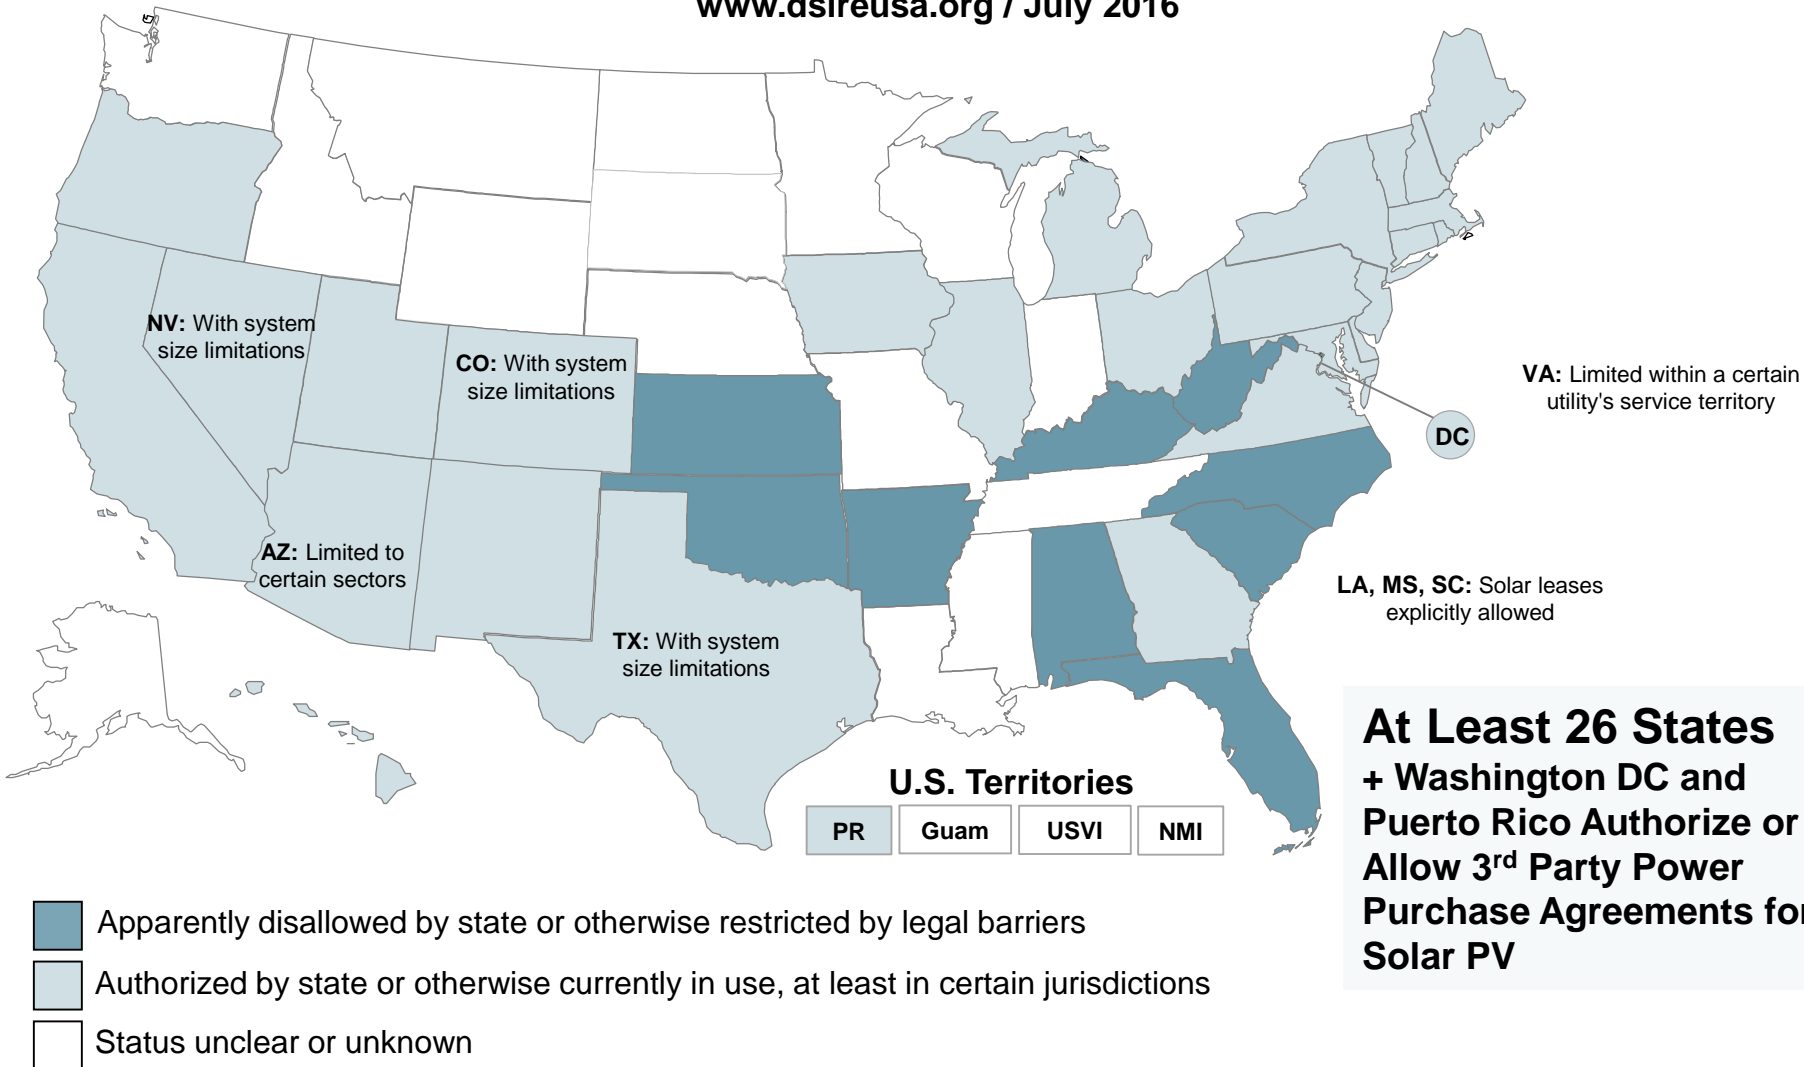 www.dsireusa.org / July 2016
NV: With system
size limitations
CO: With system
size limitations
VA: Limited within a certain
utility's service territory
DC
AZ: Limited to
certain sectors
LA, MS, SC: Solar leases
explicitly allowed
TX: With system
size limitations
At Least 26 States
+ Washington DC and
Puerto Rico Authorize or
Allow 3rd Party Power
Purchase Agreements for
Solar PV
U.S. Territories
PR Guam USVI NMI
Apparently disallowed by state or otherwise restricted by legal barriers
Authorized by state or otherwise currently in use, at least in certain jurisdictions
Status unclear or unknown